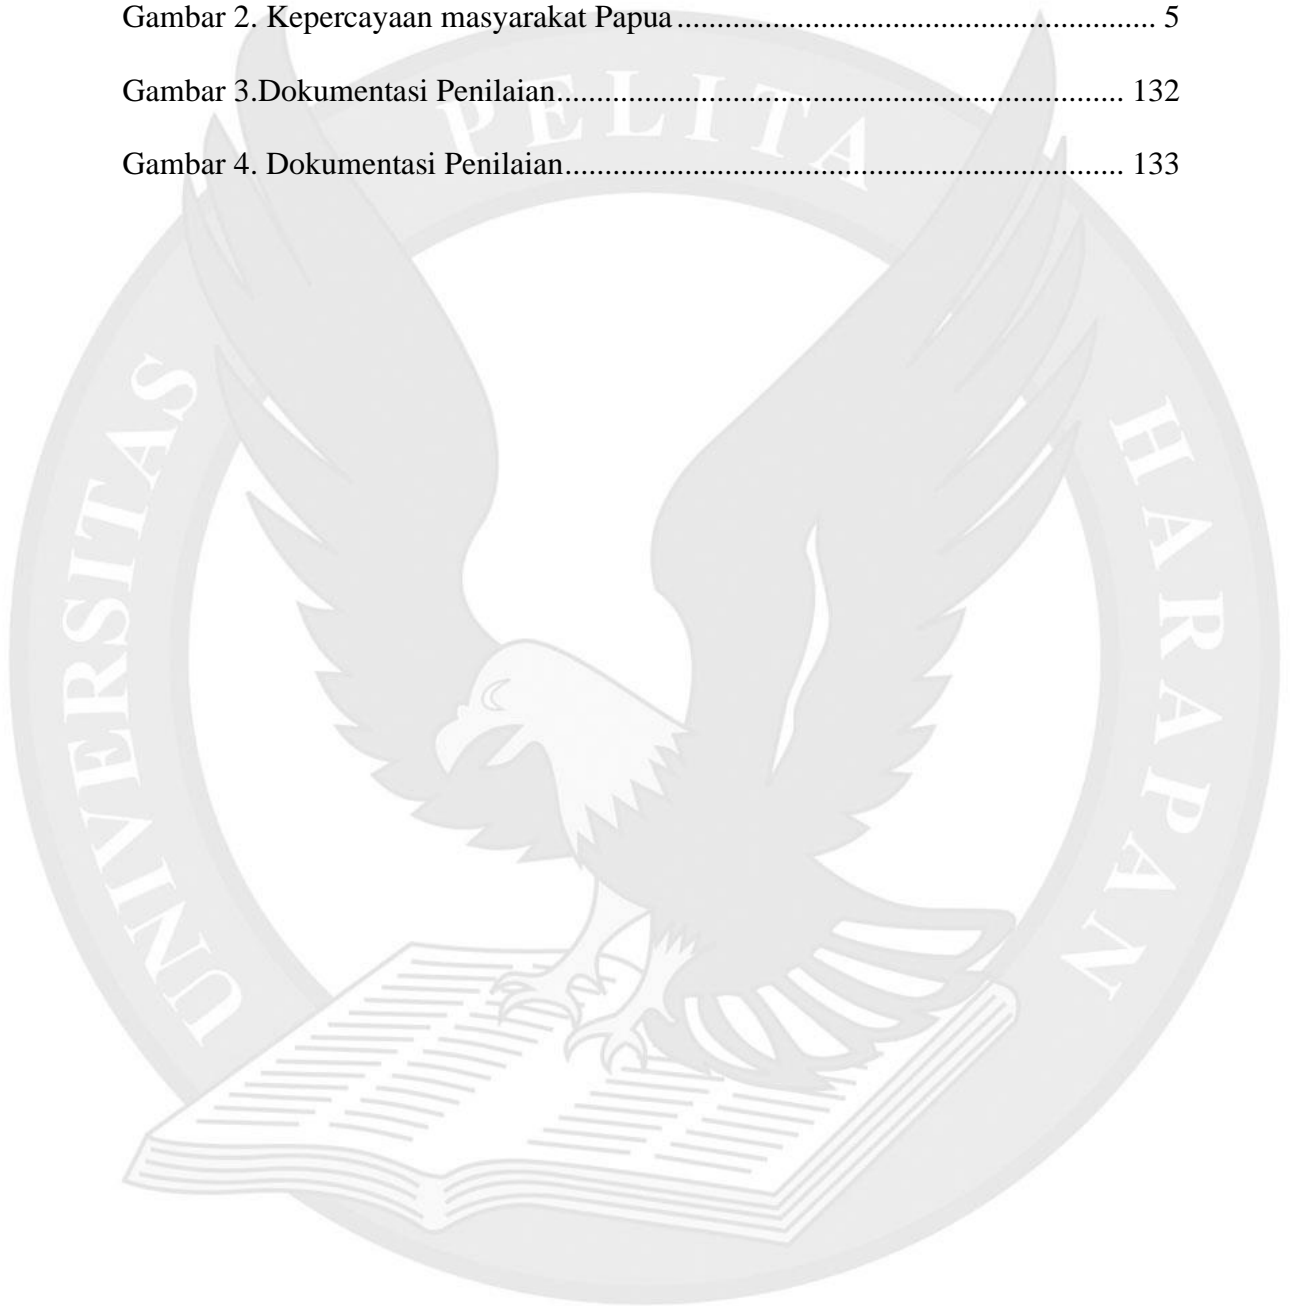 Gambar 2. Kepercayaan masyarakat Papua ............................................................ 5
Gambar 3.Dokumentasi Penilaian....................................................................... 132
Gambar 4. Dokumentasi Penilaian...................................................................... 133
UNIVERSITAS PELITA HARAPAN